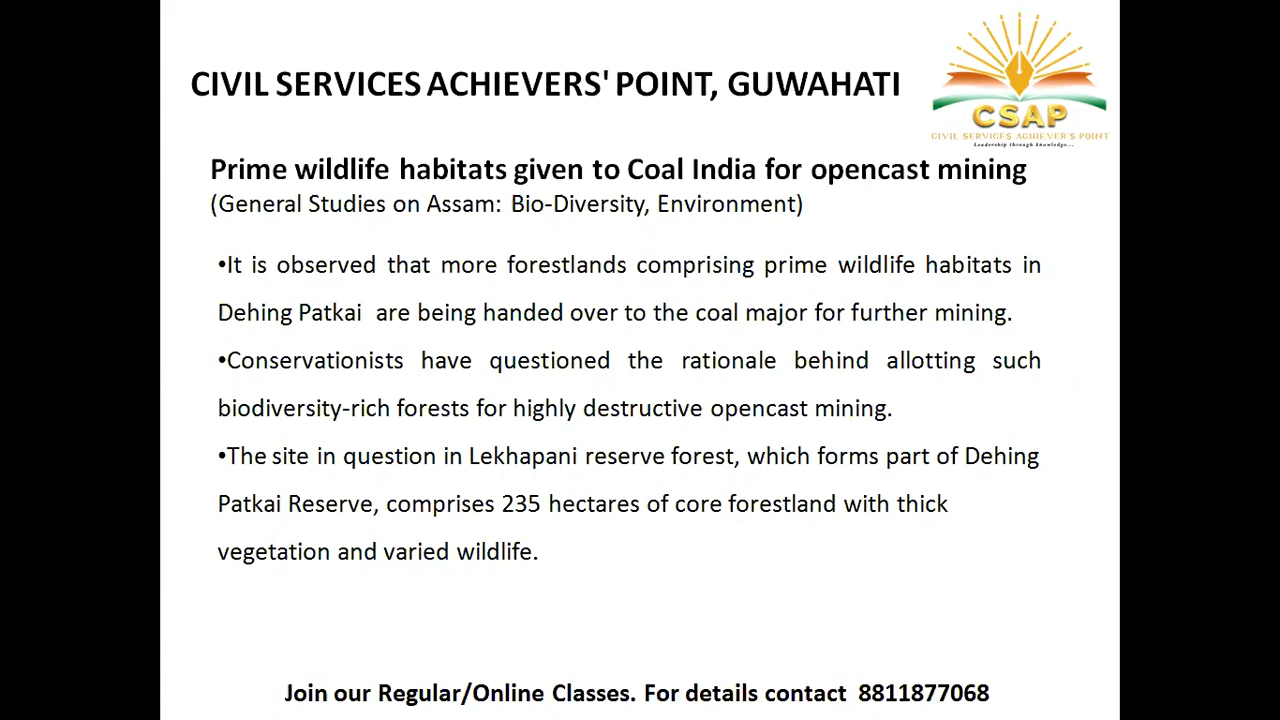 CIVIL SERVICES ACHIEVERS' POINT, GUWAHATI
CSAP
CIVIL SERVICES ACHIEVER'S POINT
Leadership through knowledge...
Prime wildlife habitats given to Coal India for opencast mining
(General Studies on Assam: Bio-Diversity, Environment)
•It is observed that more forestlands comprising prime wildlife habitats in
Dehing Patkai are being handed over to the coal major for further mining.
•Conservationists have questioned the rationale behind allotting such
biodiversity-rich forests for highly destructive opencast mining.
•The site in question in Lekhapani reserve forest, which forms part of Dehing
Patkai Reserve, comprises 235 hectares of core forestland with thick
vegetation and varied wildlife.
Join our Regular/Online Classes. For details contact 8811877068